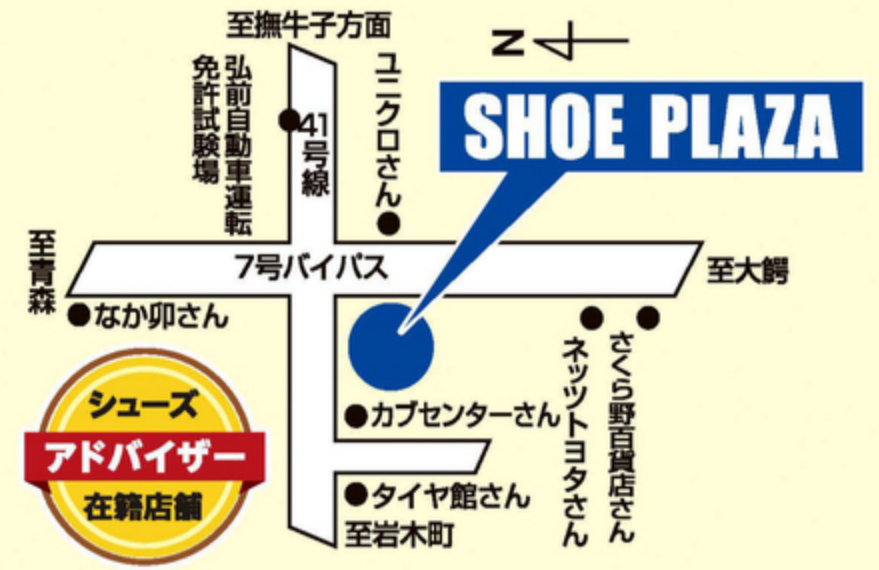 至撫牛子方面
N
弘前自動車運転
免許試験場
41号線
ユニクロさん
SHOE PLAZA
至青森
7号バイパス
至大鰐
なか卯さん
シューズ
アドバイザー
在籍店舗
カブセンターさん
タイヤ館さん
至岩木町
さくら野百貨店さん
ネッツトヨタさん